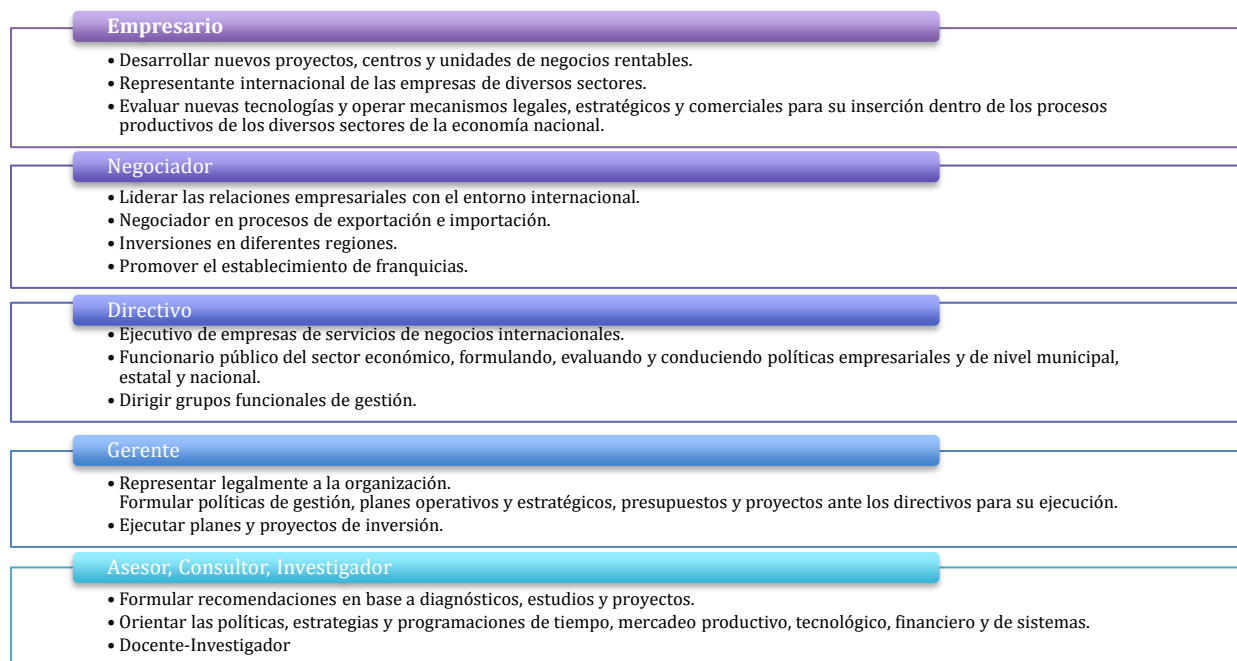 Empresario
• Desarrollar nuevos proyectos, centros y unidades de negocios rentables.
• Representante internacional de las empresas de diversos sectores.
• Evaluar nuevas tecnologías y operar mecanismos legales, estratégicos y comerciales para su inserción dentro de los procesos
productivos de los diversos sectores de la economía nacional.
Negociador
• Liderar las relaciones empresariales con el entorno internacional.
• Negociador en procesos de exportación e importación.
• Inversiones en diferentes regiones.
• Promover el establecimiento de franquicias.
Directivo
• Ejecutivo de empresas de servicios de negocios internacionales.
• Funcionario público del sector económico, formulando, evaluando y conduciendo políticas empresariales y de nivel municipal,
estatal y nacional.
• Dirigir grupos funcionales de gestión.
Gerente
• Representar legalmente a la organización.
Formular políticas de gestión, planes operativos y estratégicos, presupuestos y proyectos ante los directivos para su ejecución.
• Ejecutar planes y proyectos de inversión.
Asesor, Consultor, Investigador
• Formular recomendaciones en base a diagnósticos, estudios y proyectos.
• Orientar las políticas, estrategias y programaciones de tiempo, mercadeo productivo, tecnológico, financiero y de sistemas.
• Docente-Investigador